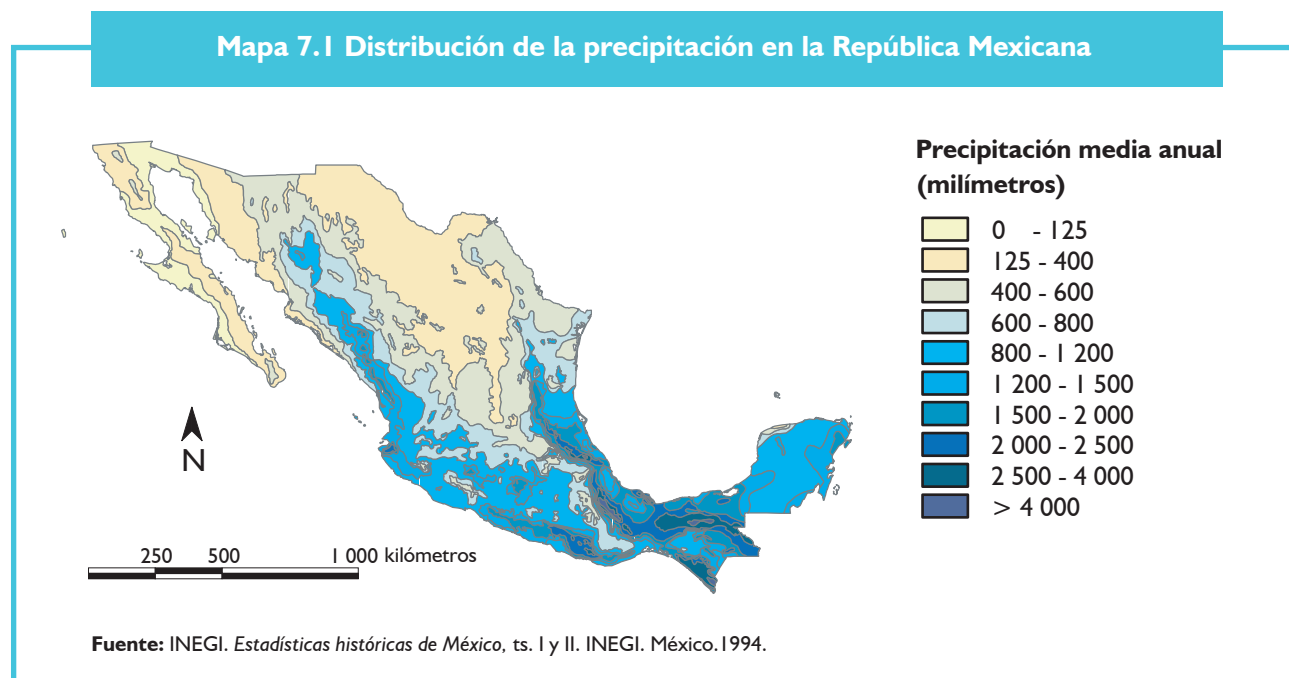 Mapa 7.1 Distribución de la precipitación en la República Mexicana
Precipitación media anual
(milímetros)
0 - 125
125 - 400
400 - 600
600 - 800
800 - 1 200
1 200 - 1 500
1 500 - 2 000
2 000 - 2 500
2 500 - 4 000
> 4 000
N
250 500 1 000 kilómetros
Fuente: INEGI. Estadísticas históricas de México, ts. I y II. INEGI. México.1994.